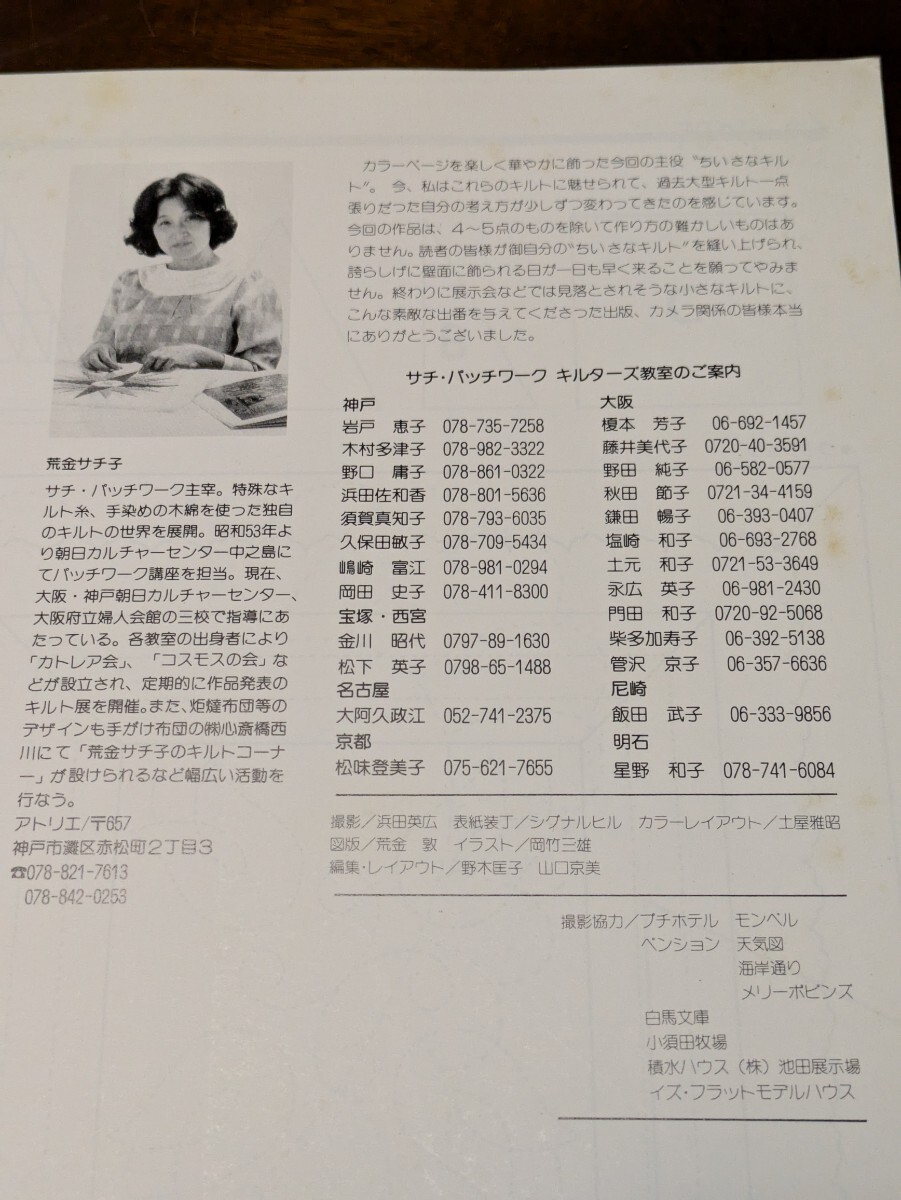 カラーページを楽しく華やかに飾った今回の主役“ちいさなキル
ト”。 今、私はこれらのキルトに魅せられて、過去大型キルト一点
張りだった自分の考え方が少しずつ変わってきたのを感じています。
今回の作品は、4〜5点のものを除いて作り方の難かしいものはあ
りません。読者の皆様が御自分の“ちいさなキルト”を縫い上げられ、
誇らしげに壁面に飾られる日が一日も早く来ることを願ってやみま
せん。終わりに展示会などでは見落とされそうな小さなキルトに、
こんな素敵な出番を与えてくださった出版、カメラ関係の皆様本当
にありがとうございました。
荒金サチ子
サチ・パッチワーク主宰。特殊なキ
ルト糸、手染めの木綿を使った独自
のキルトの世界を展開。昭和53年よ
り朝日カルチャーセンター中之島に
てパッチワーク講座を担当。現在、
大阪・神戸朝日カルチャーセンター、
大阪府立婦人会館の三校で指導にあ
たっている。各教室の出身者により
「カトレア会」、「コスモスの会」な
どが設立され、定期的に作品発表の
キルト展を開催。また、炬燵布団等の
デザインも手がけ布団の㈱心斎橋西
川にて「荒金サチ子のキルトコーナ
ー」が設けられるなど幅広い活動を
行なう。
アトリエ/〒657
神戸市灘区赤松町2丁目3
☎078-821-7613
078-842-0253
サチ・パッチワーク キルターズ教室のご案内
神戸
岩戸 恵子 078-735-7258
木村多津子 078-982-3322
野口 庸子 078-861-0322
浜田佐和香 078-801-5636
須賀真知子 078-793-6035
久保田敏子 078-709-5434
嶋崎 富江 078-981-0294
岡田 史子 078-411-8300
宝塚・西宮
金川 昭代 0797-89-1630
松下 英子 0798-65-1488
名古屋
大阿久政江 052-741-2375
京都
松味登美子 075-621-7655
大阪
榎本 芳子 06-692-1457
藤井美代子 0720-40-3591
野田 純子 06-582-0577
秋田 節子 0721-34-4159
鎌田 暢子 06-393-0407
塩崎 和子 06-693-2768
土元 和子 0721-53-3649
永広 英子 06-981-2430
門田 和子 0720-92-5068
柴多加寿子 06-392-5138
管沢 京子 06-357-6636
尼崎
飯田 武子 06-333-9856
明石
星野 和子 078-741-6084
撮影/浜田英広 表紙装丁/シグナルヒル カラーレイアウト/土屋雅昭
図版/荒金 敦 イラスト/岡竹三雄
編集・レイアウト/野木匡子 山口京美
撮影協力/プチホテル モンベル
ペンション 天気図
海岸通り
メリーポピンズ
白馬文庫
小須田牧場
積水ハウス（株）池田展示場
イズ・フラットモデルハウス